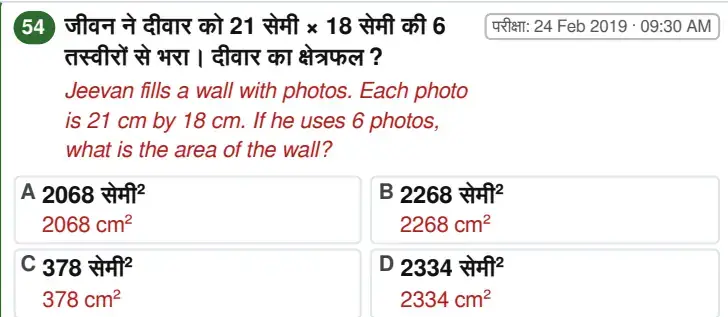 54 जीवन ने दीवार को 21 सेमी × 18 सेमी की 6
परीक्षा: 24 Feb 2019 · 09:30 AM
तस्वीरों से भरा। दीवार का क्षेत्रफल ?
Jeevan fills a wall with photos. Each photo
is 21 cm by 18 cm. If he uses 6 photos,
what is the area of the wall?
A 2068 सेमी²
2068 cm²
B 2268 सेमी²
2268 cm²
C 378 सेमी²
378 cm²
D 2334 सेमी²
2334 cm²